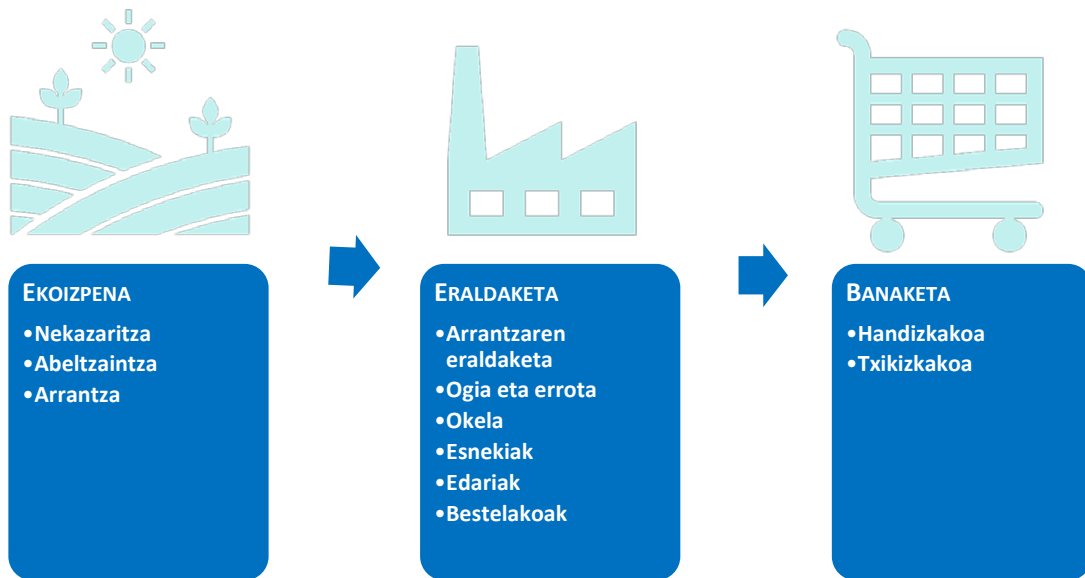 EKOIZPENA
•Nekazaritza
•Abeltzaintza
•Arrantza
ERALDAKETA
•Arrantzaren
eraldaketa
•Ogia eta errota
•Okela
•Esnekiak
•Edariak
•Bestelakoak
BANAKETA
•Handizkakoa
•Txikizkakoa